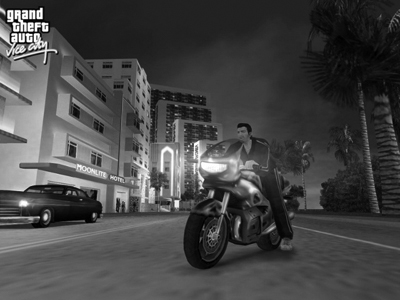 grand
theft
auto
Vice City
MOONLITE HOTEL